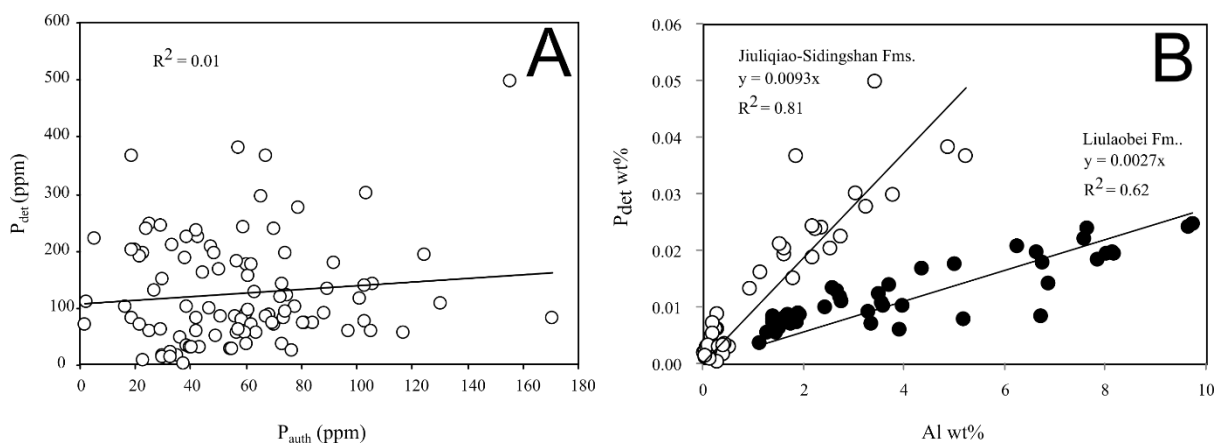 A
R² = 0.01
600
500
400
300
200
100
0
P_det (ppm)
0
20
40
60
80
100
120
140
160
180
P_auth (ppm)
B
Jiuliqiao-Sidingshan Fms.
y = 0.0093x
R² = 0.81
Liulaobei Fm..
y = 0.0027x
R² = 0.62
0.06
0.05
0.04
0.03
0.02
0.01
0.00
P_det wt%
0
2
4
6
8
10
Al wt%